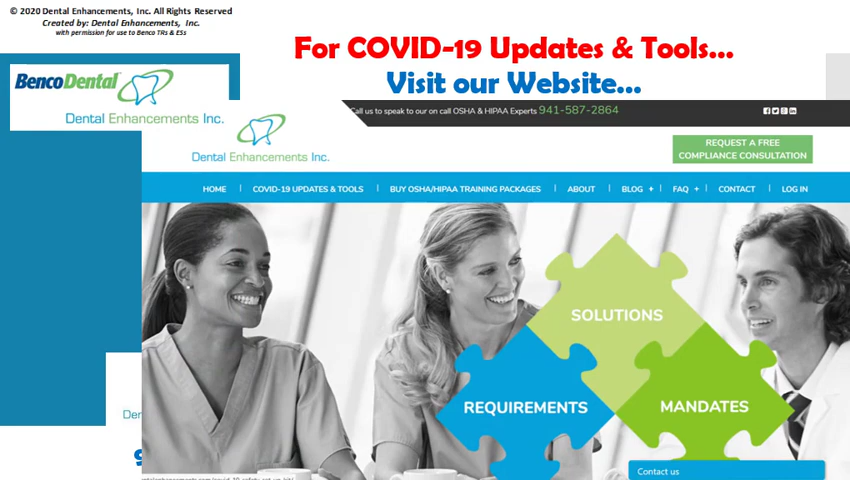 © 2020 Dental Enhancements, Inc. All Rights Reserved
Created by: Dental Enhancements, Inc.
with permission for use to Benco TRs & ESs
For COVID-19 Updates & Tools...
Visit our Website...
BencoDental
Dental Enhancements Inc.
Call us to speak to our on call OSHA & HIPAA Experts 941-587-2864
Dental Enhancements Inc.
REQUEST A FREE
COMPLIANCE CONSULTATION
HOME | COVID-19 UPDATES & TOOLS | BUY OSHA/HIPAA TRAINING PACKAGES | ABOUT | BLOG + | FAQ + | CONTACT | LOG IN
SOLUTIONS
REQUIREMENTS
MANDATES
Contact us